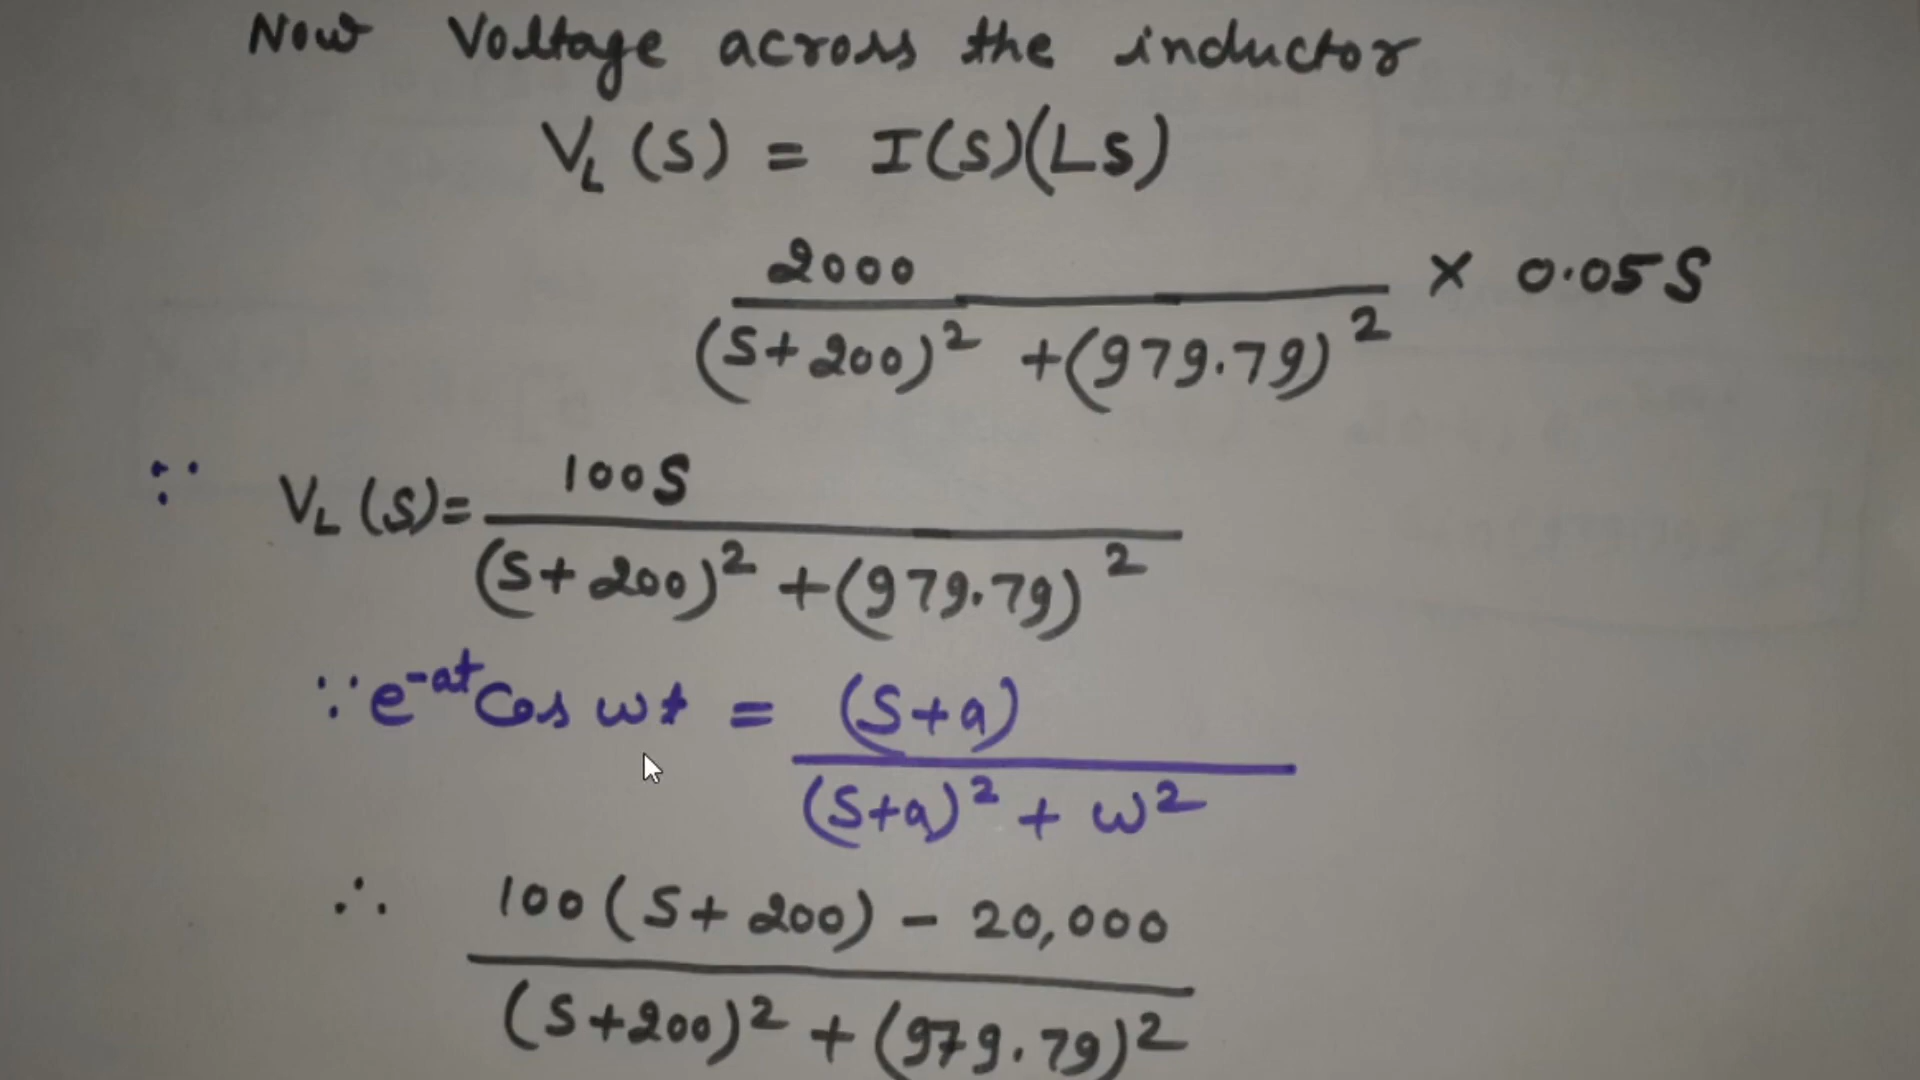 Now Voltage across the inductor
V_L (S) = I(S)(LS)
2000 / ((S+200)² + (979.79)²) × 0.05S
∵ V_L (S) = 100S / ((S+200)² + (979.79)²)
∵ e^(-at) Cos ωt = (S+a) / ((S+a)² + ω²)
∴ (100(S+200) - 20,000) / ((S+200)² + (979.79)²)